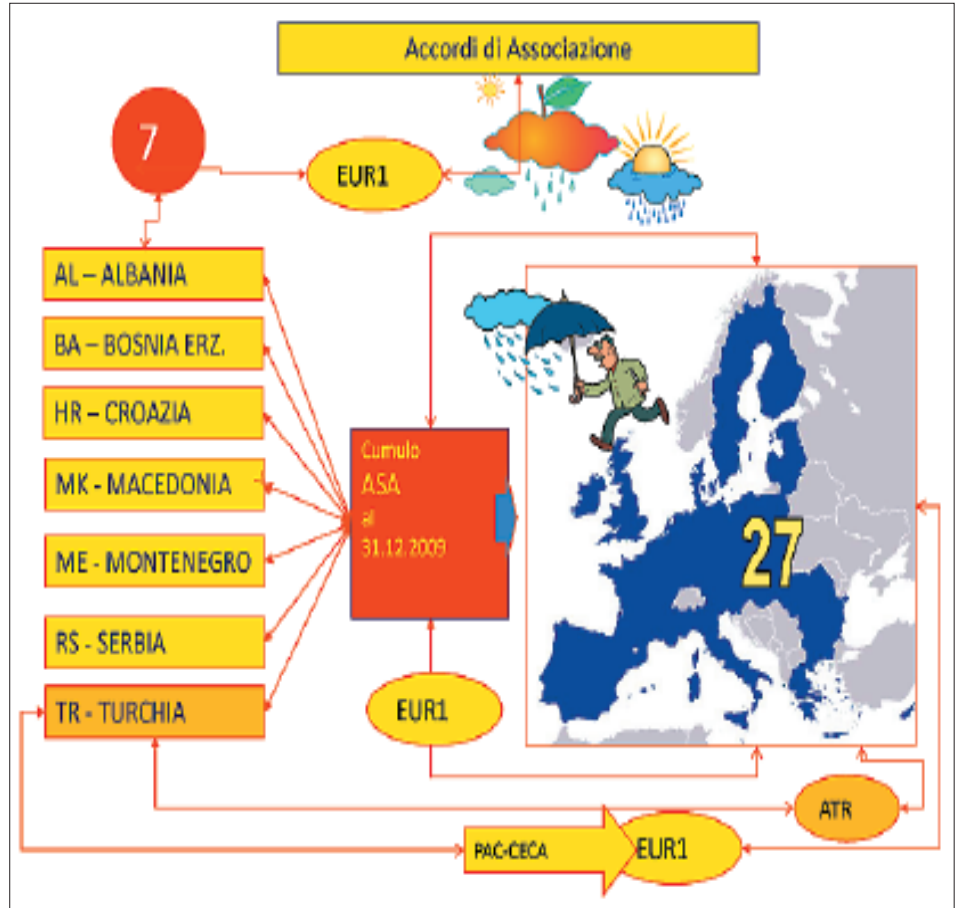 Accordi di Associazione
7
EUR1
AL – ALBANIA
BA – BOSNIA ERZ.
HR – CROAZIA
MK - MACEDONIA
ME - MONTENEGRO
RS - SERBIA
TR - TURCHIA
Cumulo
ASA
al
31.12.2009
27
EUR1
ATR
PAC-CECA
EUR1